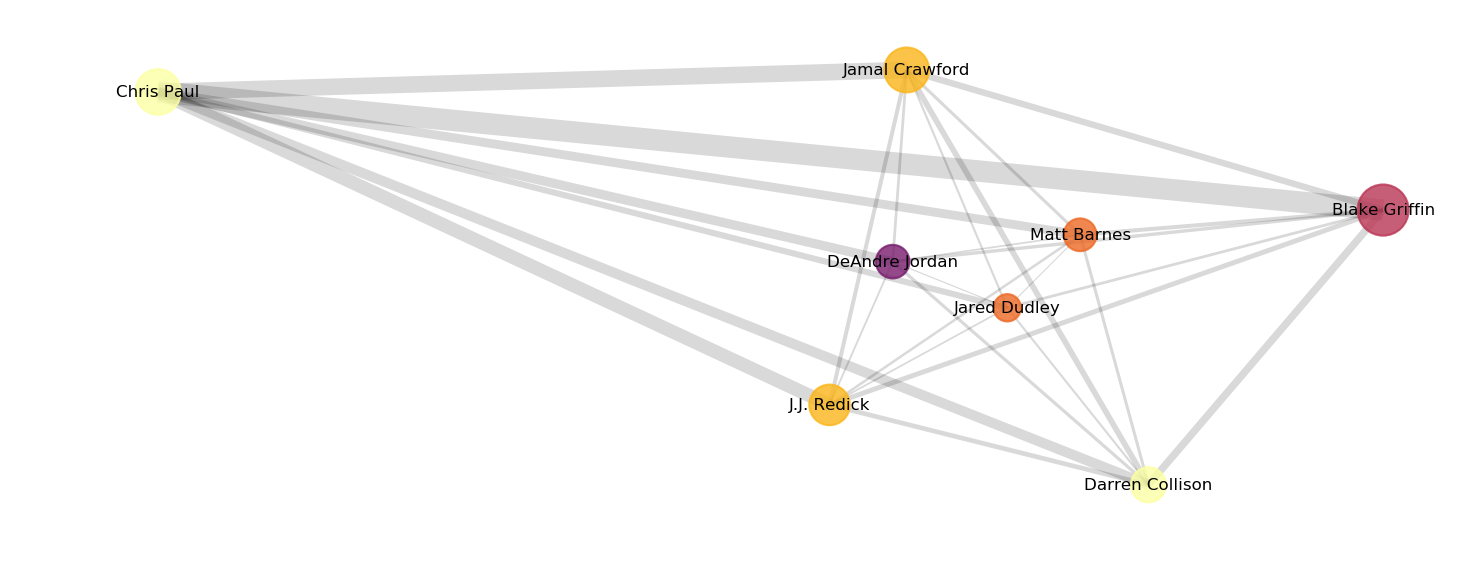 Jamal Crawford
Chris Paul
Blake Griffin
Matt Barnes
DeAndre Jordan
Jared Dudley
J.J. Redick
Darren Collison